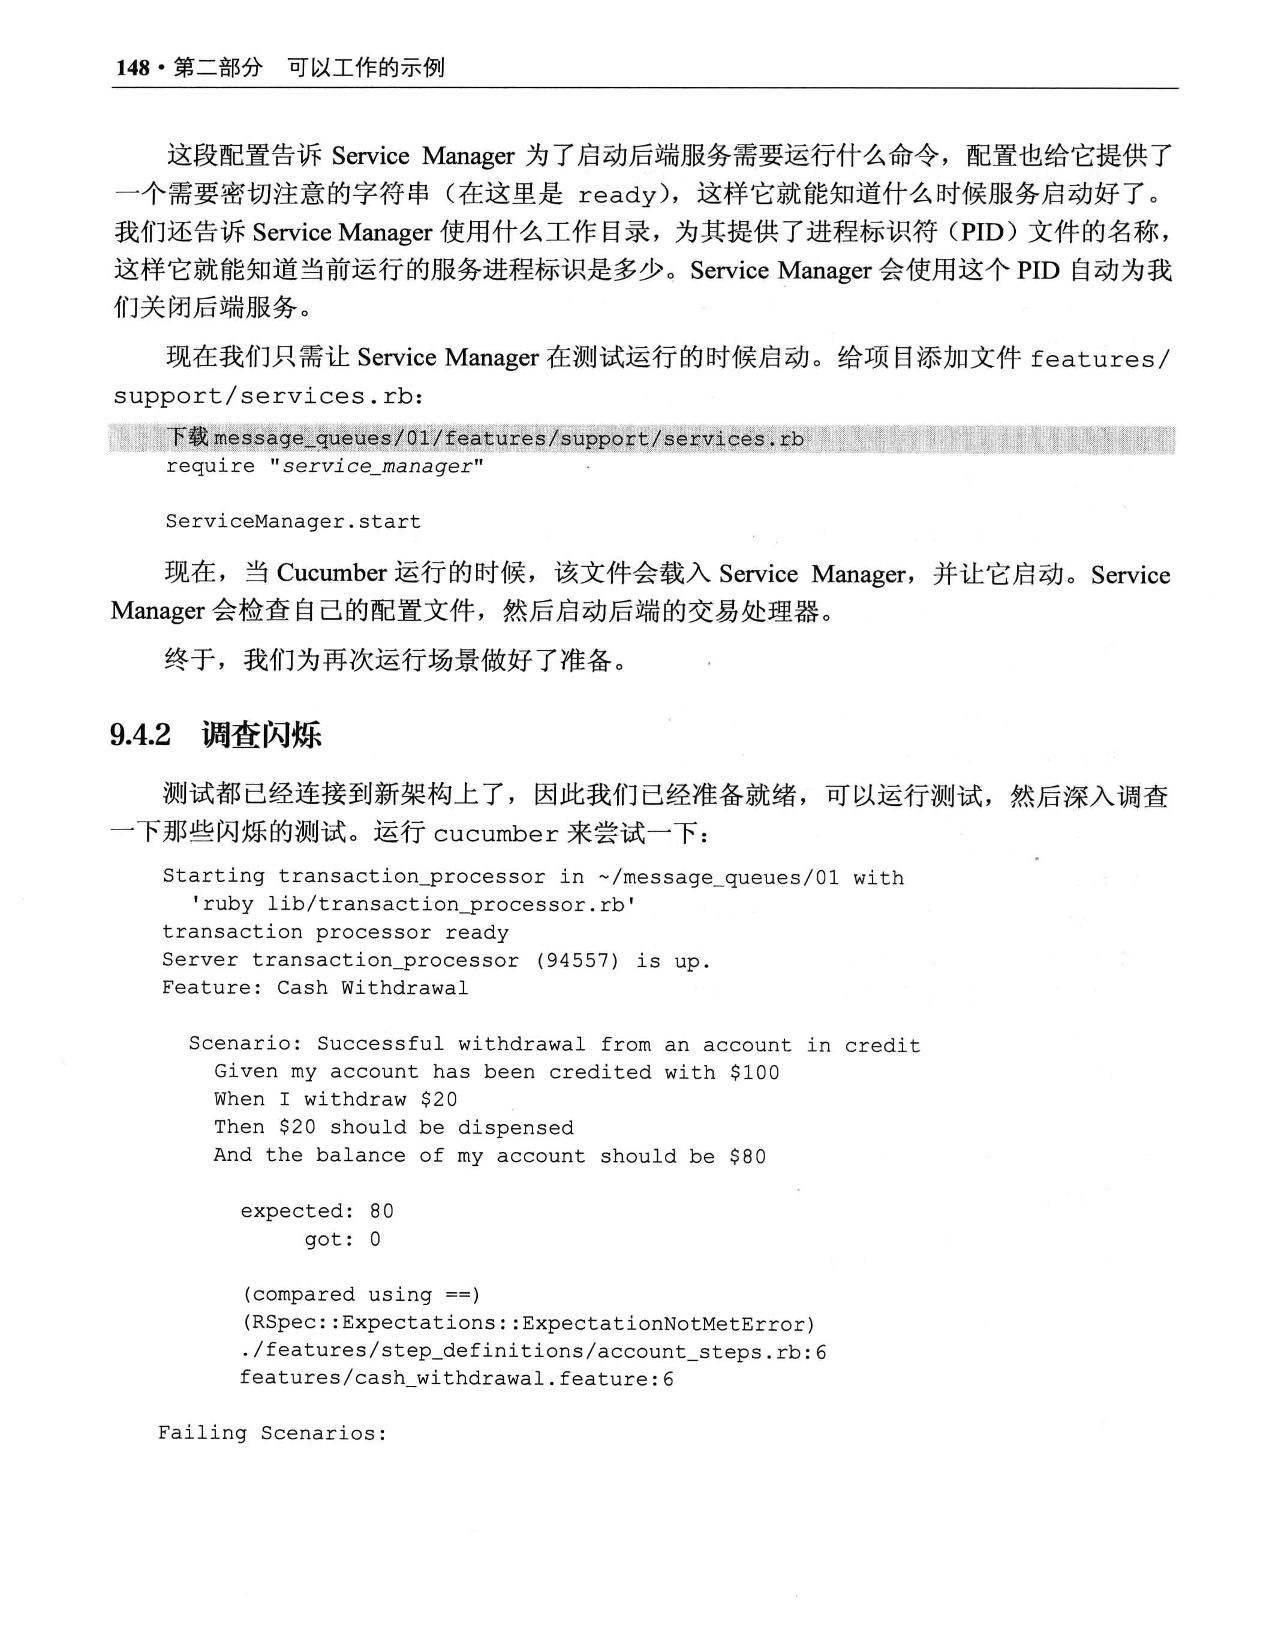 148·第二部分 可以工作的示例
这段配置告诉 Service Manager 为了启动后端服务需要运行什么命令，配置也给它提供了
一个需要密切注意的字符串（在这里是 ready），这样它就能知道什么时候服务启动好了。
我们还告诉 Service Manager 使用什么工作目录，为其提供了进程标识符（PID）文件的名称，
这样它就能知道当前运行的服务进程标识是多少。Service Manager 会使用这个 PID 自动为我
们关闭后端服务。
现在我们只需让 Service Manager 在测试运行的时候启动。给项目添加文件 features/
support/services.rb:
下载 message_queues/01/features/support/services.rb
require "service_manager"
ServiceManager.start
现在，当 Cucumber 运行的时候，该文件会载入 Service Manager，并让它启动。Service
Manager 会检查自己的配置文件，然后启动后端的交易处理器。
终于，我们为再次运行场景做好了准备。
9.4.2 调查闪烁
测试都已经连接到新架构上了，因此我们已经准备就绪，可以运行测试，然后深入调查
一下那些闪烁的测试。运行 cucumber 来尝试一下：
Starting transaction_processor in ~/message_queues/01 with
'ruby lib/transaction_processor.rb'
transaction processor ready
Server transaction_processor (94557) is up.
Feature: Cash Withdrawal
Scenario: Successful withdrawal from an account in credit
Given my account has been credited with $100
When I withdraw $20
Then $20 should be dispensed
And the balance of my account should be $80
expected: 80
got: 0
(compared using ==)
(RSpec::Expectations::ExpectationNotMetError)
./features/step_definitions/account_steps.rb:6
features/cash_withdrawal.feature:6
Failing Scenarios: